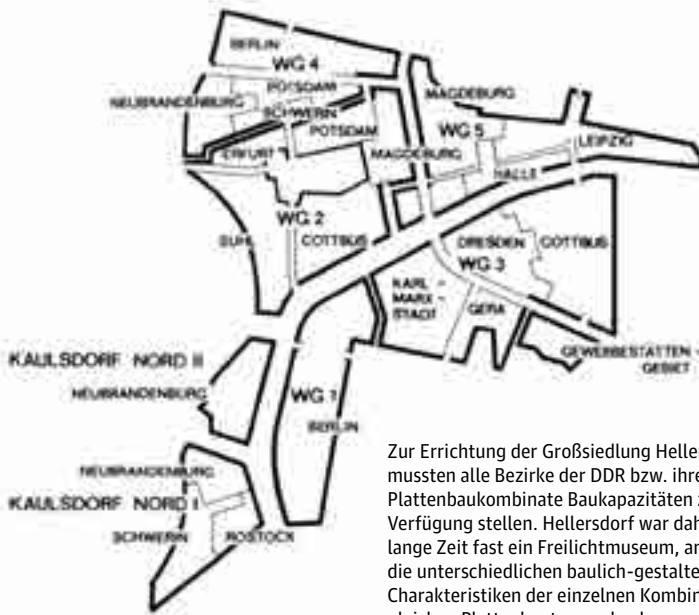 BERLIN
WG 4
POTSDAM
NEUBRANDENBURG
SCHWERIN
POTSDAM
ERFURT
MAGDEBURG
WG 5
LEIPZIG
MAGDEBURG
HALLE
WG 2
SUHL
COTTBUS
DRESDEN
COTTBUS
WG 3
KARL-
MARX-
STADT
GERA
GEWERBESTÄTTEN-
GEBIET
KAULSDORF NORD II
NEUBRANDENBURG
WG 1
BERLIN
NEUBRANDENBURG
KAULSDORF NORD I
SCHWERIN
ROSTOCK
Zur Errichtung der Großsiedlung Heller
mussten alle Bezirke der DDR bzw. ihre
Plattenbaukombinate Baukapazitäten
Verfügung stellen. Hellersdorf war dah
lange Zeit fast ein Freilichtmuseum, an
die unterschiedlichen baulich-gestalte
Charakteristiken der einzelnen Kombin